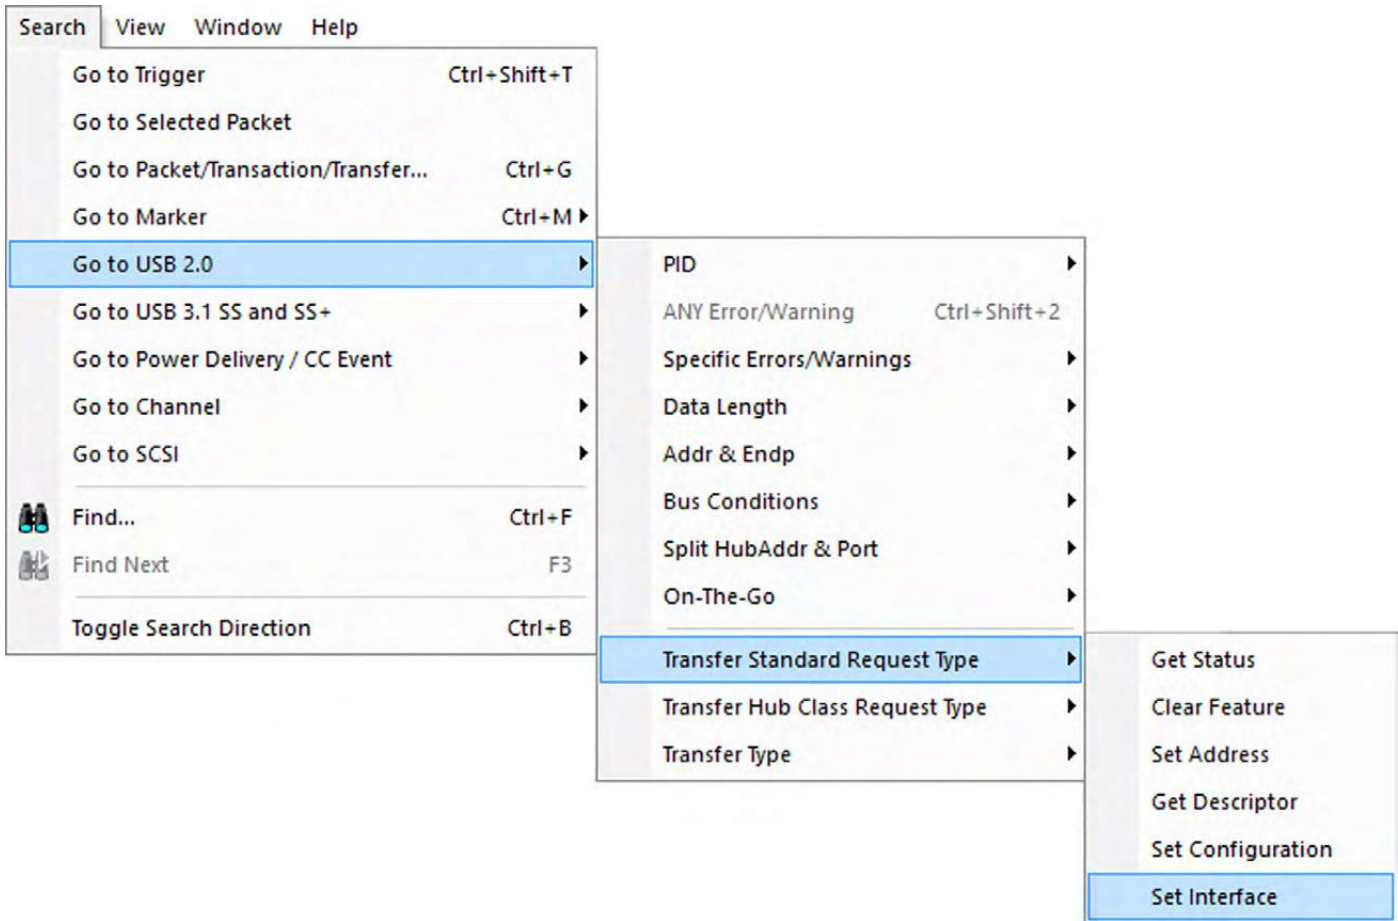 Search View Window Help
Go to Trigger Ctrl+Shift+T
Go to Selected Packet
Go to Packet/Transaction/Transfer... Ctrl+G
Go to Marker Ctrl+M
Go to USB 2.0
Go to USB 3.1 SS and SS+
Go to Power Delivery / CC Event
Go to Channel
Go to SCSI
Find... Ctrl+F
Find Next F3
Toggle Search Direction Ctrl+B
PID
ANY Error/Warning Ctrl+Shift+2
Specific Errors/Warnings
Data Length
Addr & Endp
Bus Conditions
Split HubAddr & Port
On-The-Go
Transfer Standard Request Type
Transfer Hub Class Request Type
Transfer Type
Get Status
Clear Feature
Set Address
Get Descriptor
Set Configuration
Set Interface